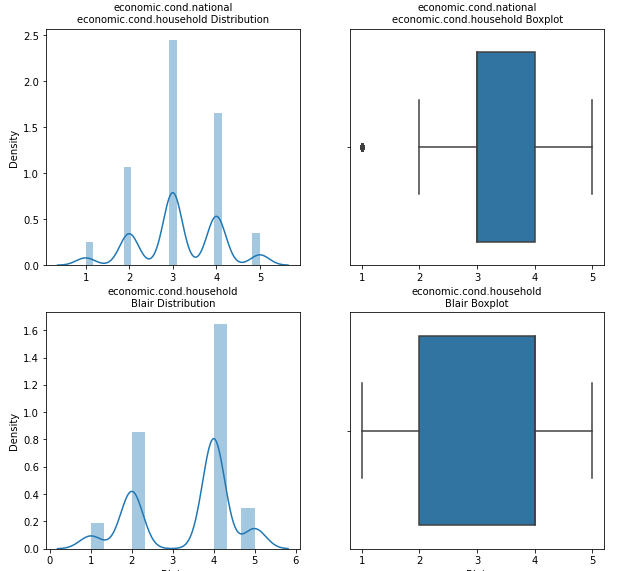 economic.cond.national
economic.cond.household Distribution
economic.cond.national
economic.cond.household Boxplot
2.5
2.0
1.5
1.0
0.5
0.0
Density
1 2 3 4 5
1 2 3 4 5
economic.cond.household
Blair Distribution
economic.cond.household
Blair Boxplot
1.6
1.4
1.2
1.0
0.8
0.6
0.4
0.2
0.0
Density
0 1 2 3 4 5 6
1 2 3 4 5